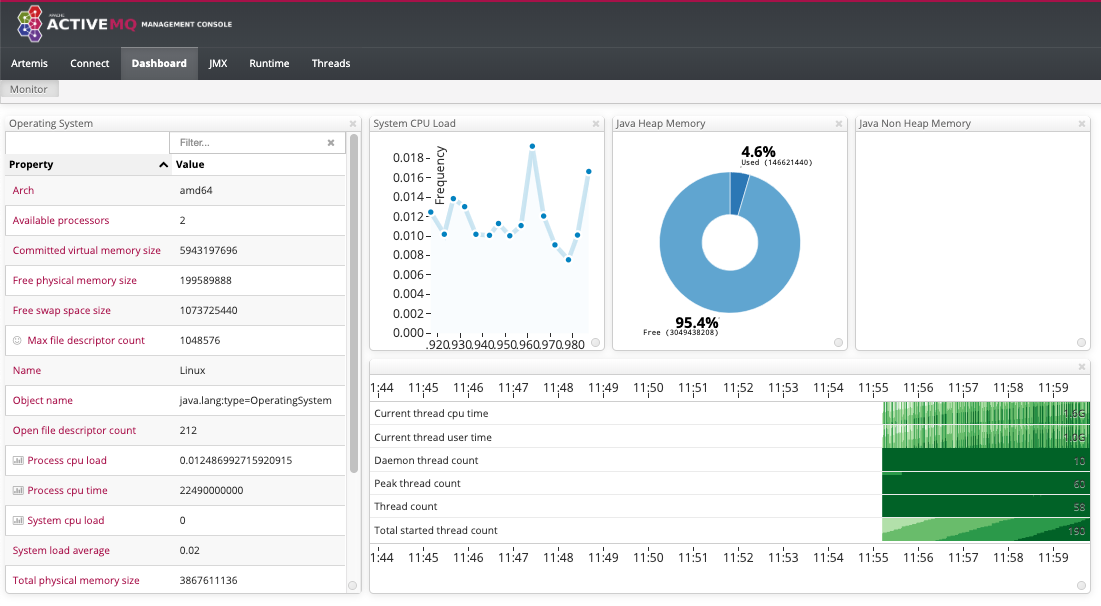 APACHE
ACTIVEMQ MANAGEMENT CONSOLE
Artemis Connect Dashboard JMX Runtime Threads
Monitor
Operating System
Filter...
Property Value
Arch amd64
Available processors 2
Committed virtual memory size 5943197696
Free physical memory size 199589888
Free swap space size 1073725440
Max file descriptor count 1048576
Name Linux
Object name java.lang:type=OperatingSystem
Open file descriptor count 212
Process cpu load 0.012486992715920915
Process cpu time 22490000000
System cpu load 0
System load average 0.02
Total physical memory size 3867611136
System CPU Load
Frequency
0.018
0.016
0.014
0.012
0.010
0.008
0.006
0.004
0.002
0.000
.920 .930 .940 .950 .960 .970 .980
Java Heap Memory
4.6%
Used (146621440)
95.4%
Free (3049438208)
Java Non Heap Memory
1:44 11:45 11:46 11:47 11:48 11:49 11:50 11:51 11:52 11:53 11:54 11:55 11:56 11:57 11:58 11:59
Current thread cpu time 1.6G
Current thread user time 1.0G
Daemon thread count
Peak thread count 60
Thread count 58
Total started thread count
1:44 11:45 11:46 11:47 11:48 11:49 11:50 11:51 11:52 11:53 11:54 11:55 11:56 11:57 11:58 11:59